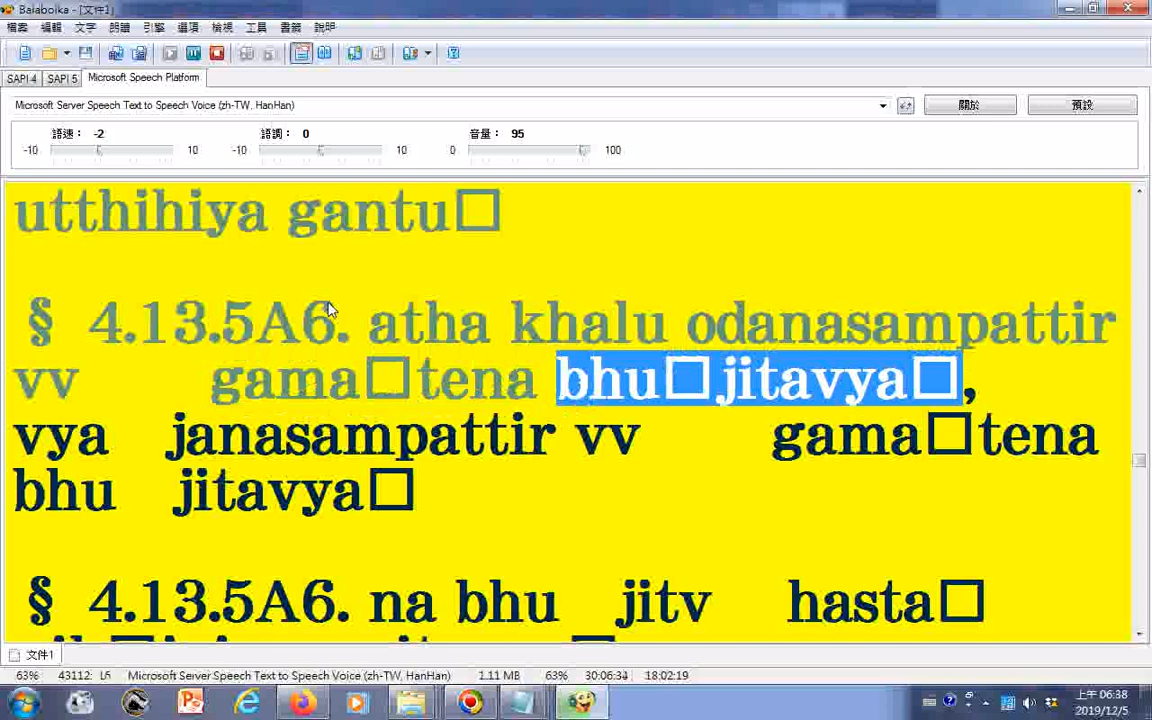 Balabolka - [文件1]
檔案 編輯 文字 朗讀 引擎 選項 檢視 工具 書籤 說明
SAPI 4 SAPI 5 Microsoft Speech Platform
Microsoft Server Speech Text to Speech Voice (zh-TW, HanHan) 關於 預設
語速： -2 語調： 0 音量： 95
-10 10 -10 10 0 100
utthihiya gantu□
§ 4.13.5A6. atha khalu odanasampattir
vv gama□tena bhu□jitavya□,
vya janasampattir vv gama□tena
bhu jitavya□
§ 4.13.5A6. na bhu jitv hasta□
文件1
63% 43112: L6 Microsoft Server Speech Text to Speech Voice (zh-TW, HanHan) 1.11 MB 63% 30:06:34 18:02:19
上午 06:38
2019/12/5